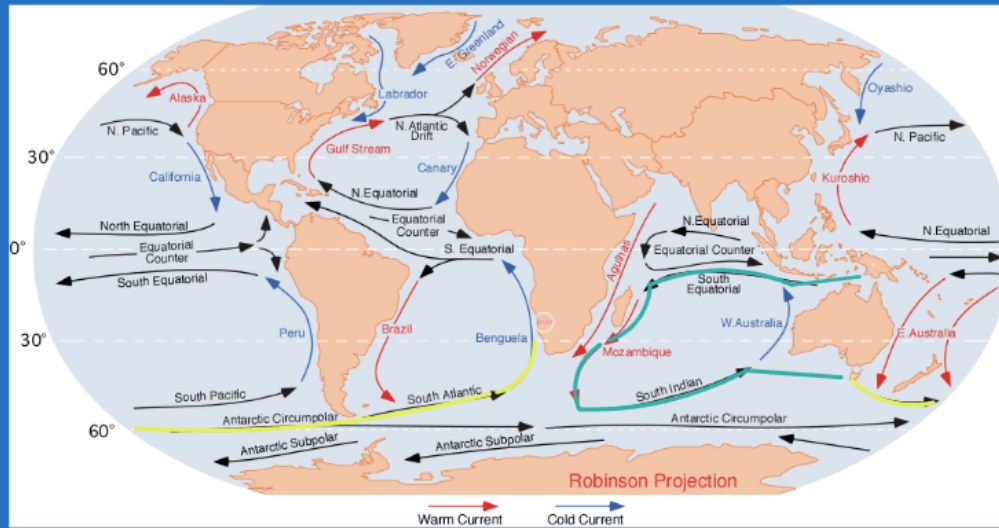 60°
30°
0°
30°
60°
Alaska
N. Pacific
California
North Equatorial
Equatorial
Counter
South Equatorial
Peru
South Pacific
Labrador
E. Greenland
Norwegian
N. Atlantic
Drift
Gulf Stream
Canary
N.Equatorial
Equatorial
Counter
S. Equatorial
Brazil
Benguela
South Atlantic
Antarctic Circumpolar
Antarctic Subpolar
Agulhas
Mozambique
N.Equatorial
Equatorial Counter
South
Equatorial
W.Australia
South Indian
Antarctic Circumpolar
Antarctic Subpolar
Oyashio
N. Pacific
Kuroshio
N.Equatorial
E.Australia
Robinson Projection
Warm Current
Cold Current